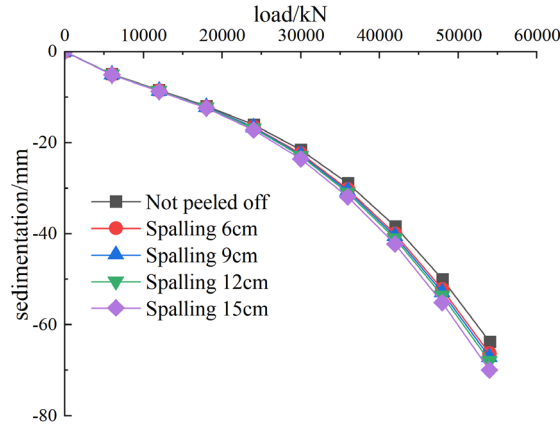 load/kN
0 10000 20000 30000 40000 50000 60000
0
-20
-40
-60
-80
sedimentation/mm
Not peeled off
Spalling 6cm
Spalling 9cm
Spalling 12cm
Spalling 15cm